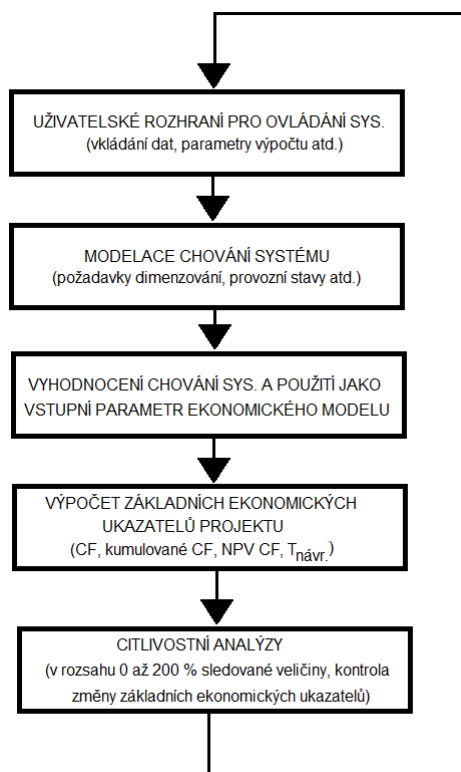 UŽIVATELSKÉ ROZHRANÍ PRO OVLÁDÁNÍ SYS.
(vkládání dat, parametry výpočtu atd.)
MODELACE CHOVÁNÍ SYSTÉMU
(požadavky dimenzování, provozní stavy atd.)
VYHODNOCENÍ CHOVÁNÍ SYS. A POUŽITÍ JAKO
VSTUPNÍ PARAMETR EKONOMICKÉHO MODELU
VÝPOČET ZÁKLADNÍCH EKONOMICKÝCH
UKAZATELŮ PROJEKTU
(CF, kumulované CF, NPV CF, Tnávr.)
CITLIVOSTNÍ ANALÝZY
(v rozsahu 0 až 200 % sledované veličiny, kontrola
změny základních ekonomických ukazatelů)